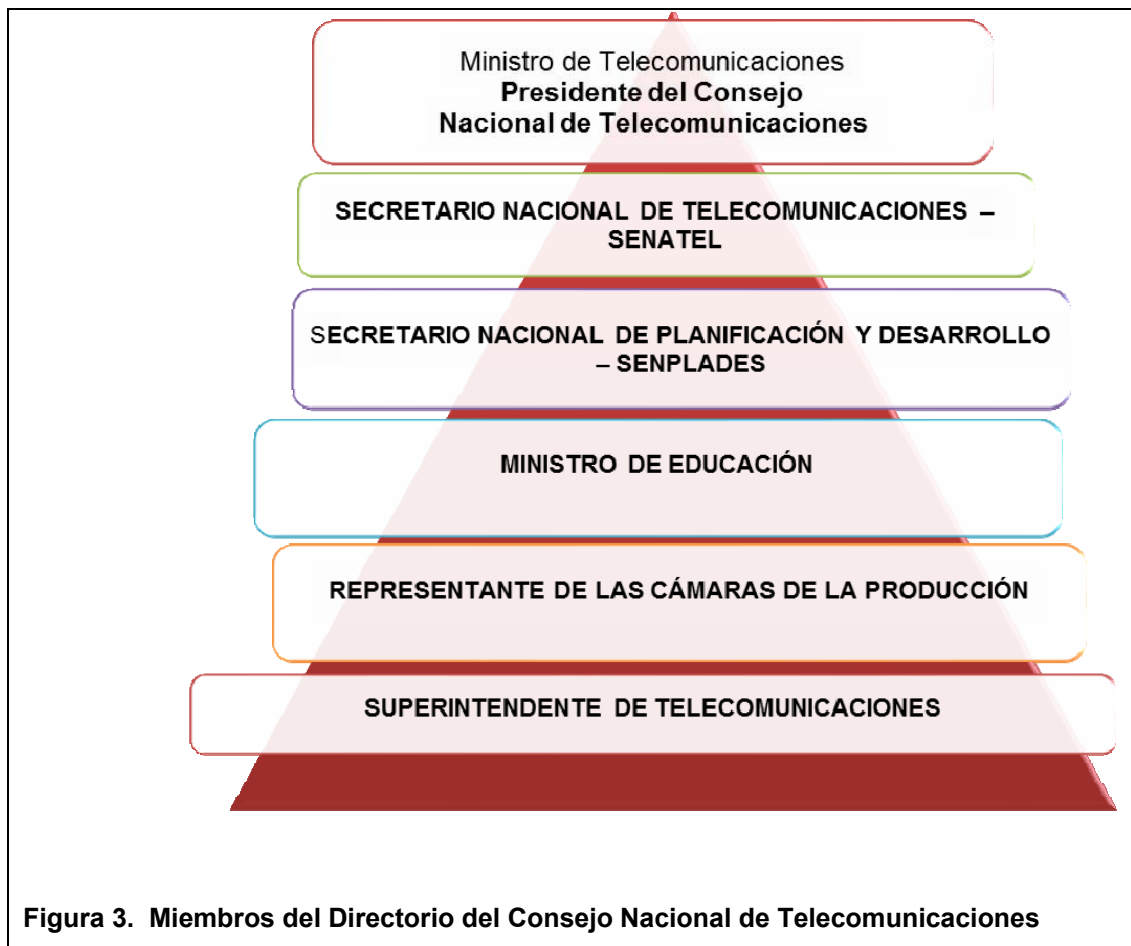 Ministro de Telecomunicaciones
Presidente del Consejo
Nacional de Telecomunicaciones
SECRETARIO NACIONAL DE TELECOMUNICACIONES –
SENATEL
SECRETARIO NACIONAL DE PLANIFICACIÓN Y DESARROLLO
– SENPLADES
MINISTRO DE EDUCACIÓN
REPRESENTANTE DE LAS CÁMARAS DE LA PRODUCCIÓN
SUPERINTENDENTE DE TELECOMUNICACIONES
Figura 3. Miembros del Directorio del Consejo Nacional de Telecomunicaciones